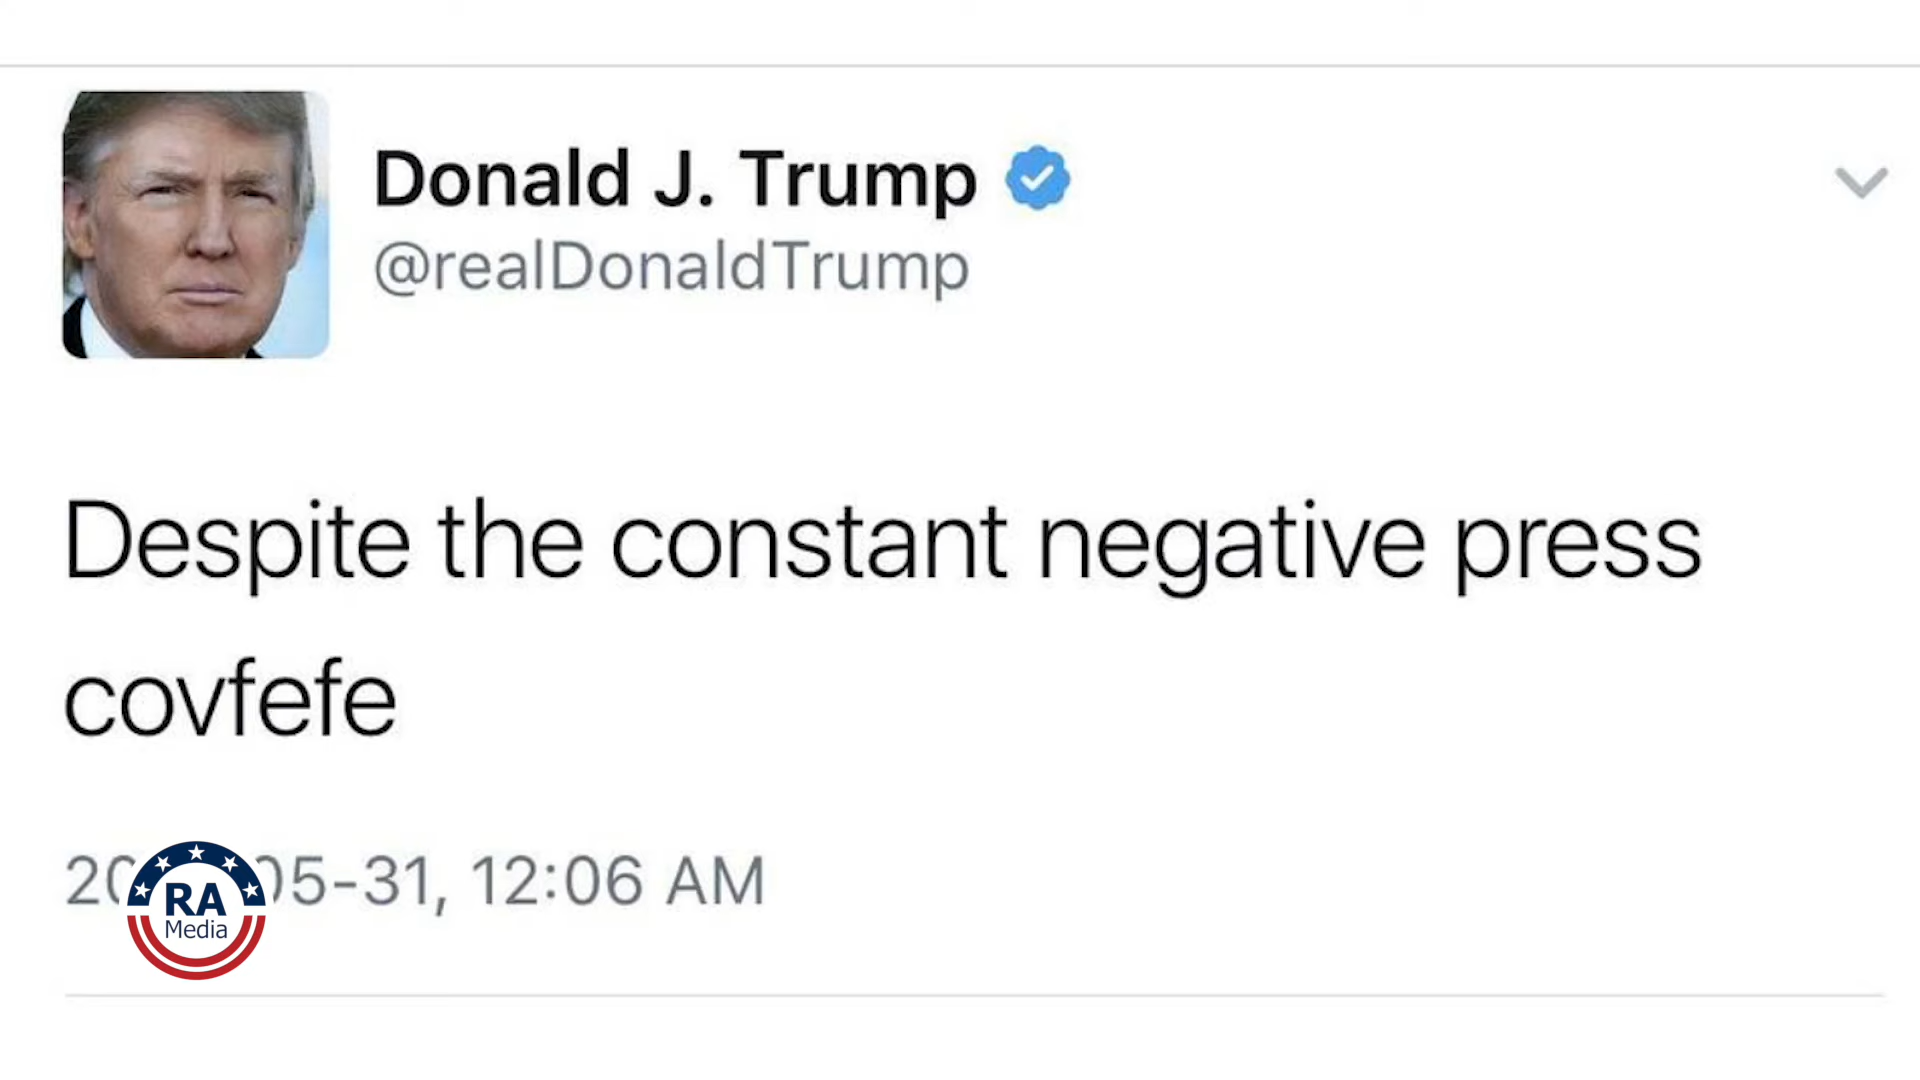 Donald J. Trump
@realDonaldTrump
Despite the constant negative press
covfefe
05-31, 12:06 AM
RA
Media